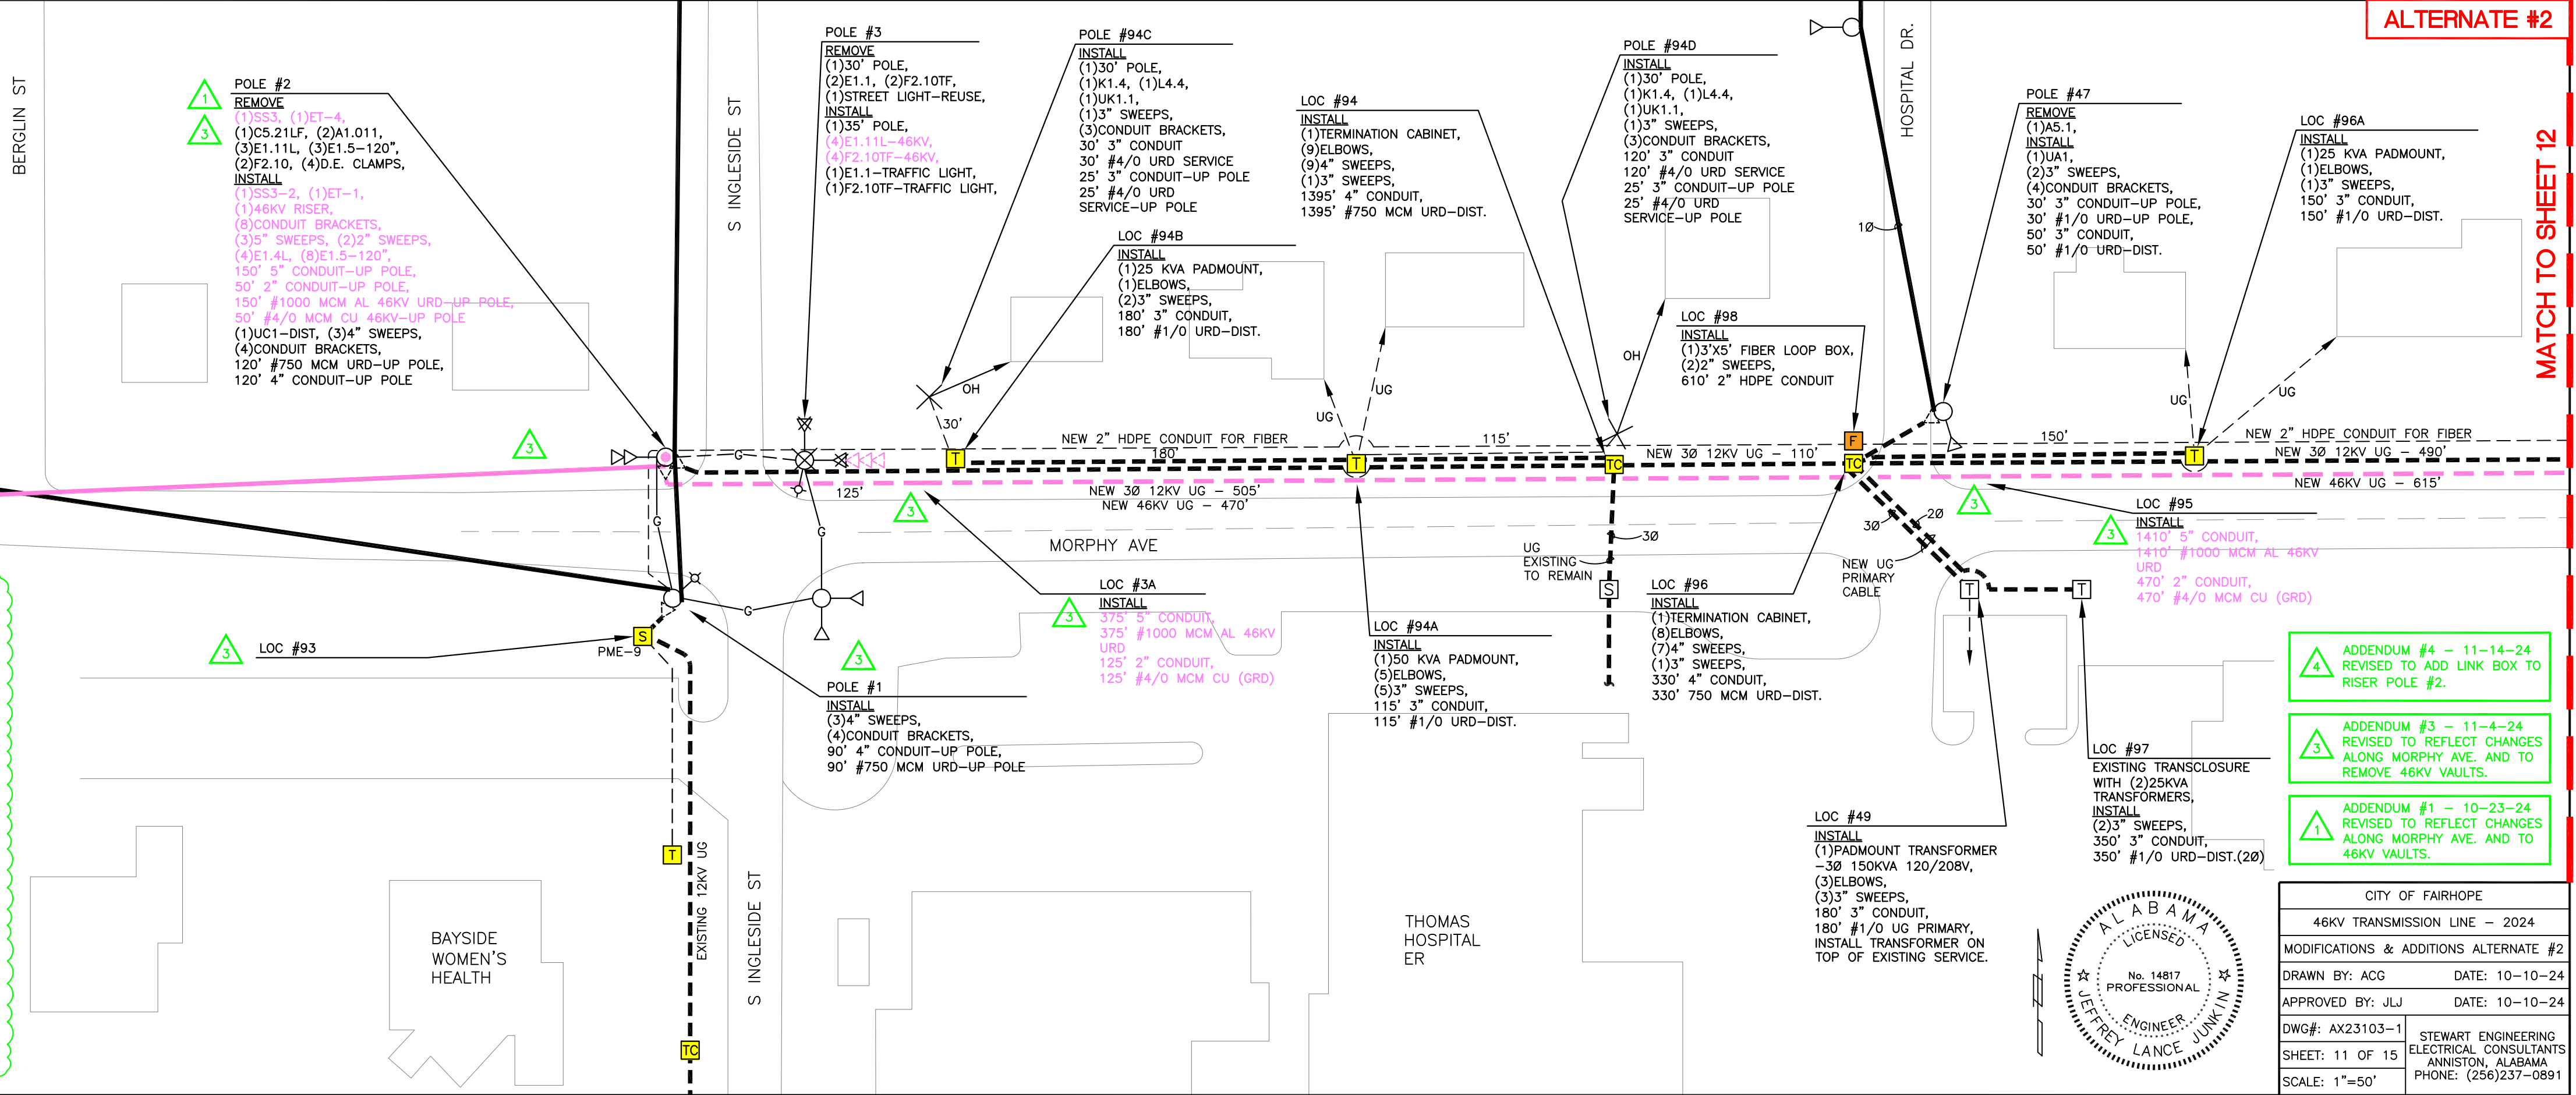 ALTERNATE #2
MATCH TO SHEET 12
BERGLIN ST
1
3
POLE #2
REMOVE
(1)SS3, (1)ET-4,
(1)C5.21LF, (2)A1.011,
(3)E1.11L, (3)E1.5-120",
(2)F2.10, (4)D.E. CLAMPS,
INSTALL
(1)SS3-2, (1)ET-1,
(1)46KV RISER,
(8)CONDUIT BRACKETS,
(3)5" SWEEPS, (2)2" SWEEPS,
(4)E1.4L, (8)E1.5-120",
150' 5" CONDUIT-UP POLE,
50' 2" CONDUIT-UP POLE,
150' #1000 MCM AL 46KV URD-UP POLE,
50' #4/0 MCM CU 46KV-UP POLE
(1)UC1-DIST, (3)4" SWEEPS,
(4)CONDUIT BRACKETS,
120' #750 MCM URD-UP POLE,
120' 4" CONDUIT-UP POLE
S INGLESIDE ST
POLE #3
REMOVE
(1)30' POLE,
(2)E1.1, (2)F2.10TF,
(1)STREET LIGHT-REUSE,
INSTALL
(1)35' POLE,
(4)E1.11L-46KV,
(4)F2.10TF-46KV,
(1)E1.1-TRAFFIC LIGHT,
(1)F2.10TF-TRAFFIC LIGHT,
POLE #94C
INSTALL
(1)30' POLE,
(1)K1.4, (1)L4.4,
(1)UK1.1,
(1)3" SWEEPS,
(3)CONDUIT BRACKETS,
30' 3" CONDUIT
30' #4/0 URD SERVICE
25' 3" CONDUIT-UP POLE
25' #4/0 URD
SERVICE-UP POLE
LOC #94B
INSTALL
(1)25 KVA PADMOUNT,
(1)ELBOWS,
(2)3" SWEEPS,
180' 3" CONDUIT,
180' #1/0 URD-DIST.
LOC #94
INSTALL
(1)TERMINATION CABINET,
(9)ELBOWS,
(9)4" SWEEPS,
(1)3" SWEEPS,
1395' 4" CONDUIT,
1395' #750 MCM URD-DIST.
POLE #94D
INSTALL
(1)30' POLE,
(1)K1.4, (1)L4.4,
(1)UK1.1,
(1)3" SWEEPS,
(3)CONDUIT BRACKETS,
120' 3" CONDUIT
120' #4/0 URD SERVICE
25' 3" CONDUIT-UP POLE
25' #4/0 URD
SERVICE-UP POLE
LOC #98
INSTALL
(1)3'X5' FIBER LOOP BOX,
(2)2" SWEEPS,
610' 2" HDPE CONDUIT
HOSPITAL DR.
1Ø
POLE #47
REMOVE
(1)A5.1,
INSTALL
(1)UA1,
(2)3" SWEEPS,
(4)CONDUIT BRACKETS,
30' 3" CONDUIT-UP POLE,
30' #1/0 URD-UP POLE,
50' 3" CONDUIT,
50' #1/0 URD-DIST.
LOC #96A
INSTALL
(1)25 KVA PADMOUNT,
(1)ELBOWS,
(1)3" SWEEPS,
150' 3" CONDUIT,
150' #1/0 URD-DIST.
OH
30'
UG
UG
OH
UG
UG
3
G
G
G
G
T
NEW 2" HDPE CONDUIT FOR FIBER
180'
T
115'
TC
NEW 3Ø 12KV UG - 110'
F
TC
150'
T
NEW 2" HDPE CONDUIT FOR FIBER
NEW 3Ø 12KV UG - 490'
NEW 46KV UG - 615'
125'
NEW 3Ø 12KV UG - 505'
NEW 46KV UG - 470'
3
MORPHY AVE
UG
EXISTING
TO REMAIN
3Ø
S
3Ø
2Ø
NEW UG
PRIMARY
CABLE
T
T
3
3
LOC #95
INSTALL
1410' 5" CONDUIT,
1410' #1000 MCM AL 46KV
URD
470' 2" CONDUIT,
470' #4/0 MCM CU (GRD)
3
LOC #93
S
PME-9
3
POLE #1
INSTALL
(3)4" SWEEPS,
(4)CONDUIT BRACKETS,
90' 4" CONDUIT-UP POLE,
90' #750 MCM URD-UP POLE
3
LOC #3A
INSTALL
375' 5" CONDUIT,
375' #1000 MCM AL 46KV
URD
125' 2" CONDUIT,
125' #4/0 MCM CU (GRD)
LOC #94A
INSTALL
(1)50 KVA PADMOUNT,
(5)ELBOWS,
(5)3" SWEEPS,
115' 3" CONDUIT,
115' #1/0 URD-DIST.
LOC #96
INSTALL
(1)TERMINATION CABINET,
(8)ELBOWS,
(7)4" SWEEPS,
(1)3" SWEEPS,
330' 4" CONDUIT,
330' 750 MCM URD-DIST.
LOC #49
INSTALL
(1)PADMOUNT TRANSFORMER
-3Ø 150KVA 120/208V,
(3)ELBOWS,
(3)3" SWEEPS,
180' 3" CONDUIT,
180' #1/0 UG PRIMARY,
INSTALL TRANSFORMER ON
TOP OF EXISTING SERVICE.
LOC #97
EXISTING TRANSCLOSURE
WITH (2)25KVA
TRANSFORMERS,
INSTALL
(2)3" SWEEPS,
350' 3" CONDUIT,
350' #1/0 URD-DIST.(2Ø)
T
EXISTING 12KV UG
TC
S INGLESIDE ST
BAYSIDE
WOMEN'S
HEALTH
THOMAS
HOSPITAL
ER
4
ADDENDUM #4 - 11-14-24
REVISED TO ADD LINK BOX TO
RISER POLE #2.
3
ADDENDUM #3 - 11-4-24
REVISED TO REFLECT CHANGES
ALONG MORPHY AVE. AND TO
REMOVE 46KV VAULTS.
1
ADDENDUM #1 - 10-23-24
REVISED TO REFLECT CHANGES
ALONG MORPHY AVE. AND TO
46KV VAULTS.
ALABAMA
LICENSED
No. 14817
PROFESSIONAL
ENGINEER
JEFFREY LANCE JUNKIN
N
CITY OF FAIRHOPE
46KV TRANSMISSION LINE - 2024
MODIFICATIONS & ADDITIONS ALTERNATE #2
DRAWN BY: ACG DATE: 10-10-24
APPROVED BY: JLJ DATE: 10-10-24
DWG#: AX23103-1
SHEET: 11 OF 15
SCALE: 1"=50'
STEWART ENGINEERING
ELECTRICAL CONSULTANTS
ANNISTON, ALABAMA
PHONE: (256)237-0891